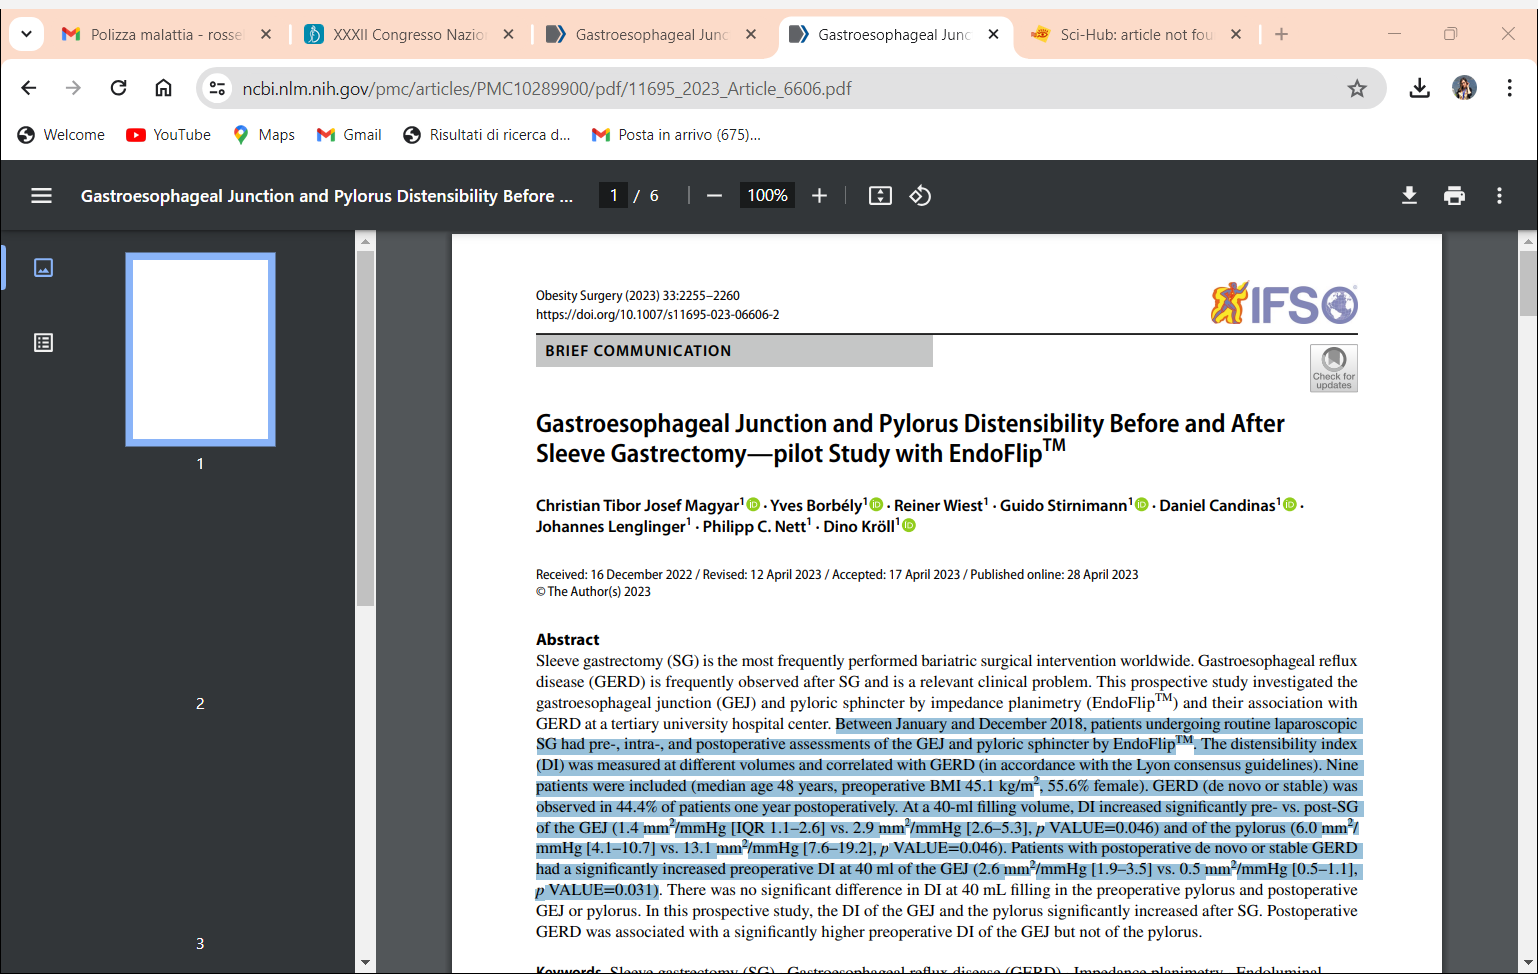 Polizza malattia - rosse
XXXII Congresso Nazio
Gastroesophageal Junc
Gastroesophageal Junc
Sci-Hub: article not fou
ncbi.nlm.nih.gov/pmc/articles/PMC10289900/pdf/11695_2023_Article_6606.pdf
Welcome
YouTube
Maps
Gmail
Risultati di ricerca d...
Posta in arrivo (675)...
Gastroesophageal Junction and Pylorus Distensibility Before ...
1 / 6
100%
1
2
3
Obesity Surgery (2023) 33:2255–2260
https://doi.org/10.1007/s11695-023-06606-2
IFSO
BRIEF COMMUNICATION
Check for
updates
Gastroesophageal Junction and Pylorus Distensibility Before and After
Sleeve Gastrectomy—pilot Study with EndoFlip™
Christian Tibor Josef Magyar¹ · Yves Borbély¹ · Reiner Wiest¹ · Guido Stirnimann¹ · Daniel Candinas¹ ·
Johannes Lenglinger¹ · Philipp C. Nett¹ · Dino Kröll¹
Received: 16 December 2022 / Revised: 12 April 2023 / Accepted: 17 April 2023 / Published online: 28 April 2023
© The Author(s) 2023
Abstract
Sleeve gastrectomy (SG) is the most frequently performed bariatric surgical intervention worldwide. Gastroesophageal reflux
disease (GERD) is frequently observed after SG and is a relevant clinical problem. This prospective study investigated the
gastroesophageal junction (GEJ) and pyloric sphincter by impedance planimetry (EndoFlip™) and their association with
GERD at a tertiary university hospital center. Between January and December 2018, patients undergoing routine laparoscopic
SG had pre-, intra-, and postoperative assessments of the GEJ and pyloric sphincter by EndoFlip™. The distensibility index
(DI) was measured at different volumes and correlated with GERD (in accordance with the Lyon consensus guidelines). Nine
patients were included (median age 48 years, preoperative BMI 45.1 kg/m², 55.6% female). GERD (de novo or stable) was
observed in 44.4% of patients one year postoperatively. At a 40-ml filling volume, DI increased significantly pre- vs. post-SG
of the GEJ (1.4 mm²/mmHg [IQR 1.1–2.6] vs. 2.9 mm²/mmHg [2.6–5.3], p VALUE=0.046) and of the pylorus (6.0 mm²/
mmHg [4.1–10.7] vs. 13.1 mm²/mmHg [7.6–19.2], p VALUE=0.046). Patients with postoperative de novo or stable GERD
had a significantly increased preoperative DI at 40 ml of the GEJ (2.6 mm²/mmHg [1.9–3.5] vs. 0.5 mm²/mmHg [0.5–1.1],
p VALUE=0.031). There was no significant difference in DI at 40 mL filling in the preoperative pylorus and postoperative
GEJ or pylorus. In this prospective study, the DI of the GEJ and the pylorus significantly increased after SG. Postoperative
GERD was associated with a significantly higher preoperative DI of the GEJ but not of the pylorus.
Keywords Sleeve gastrectomy (SG) · Gastroesophageal reflux disease (GERD) · Impedance planimetry · Endoluminal